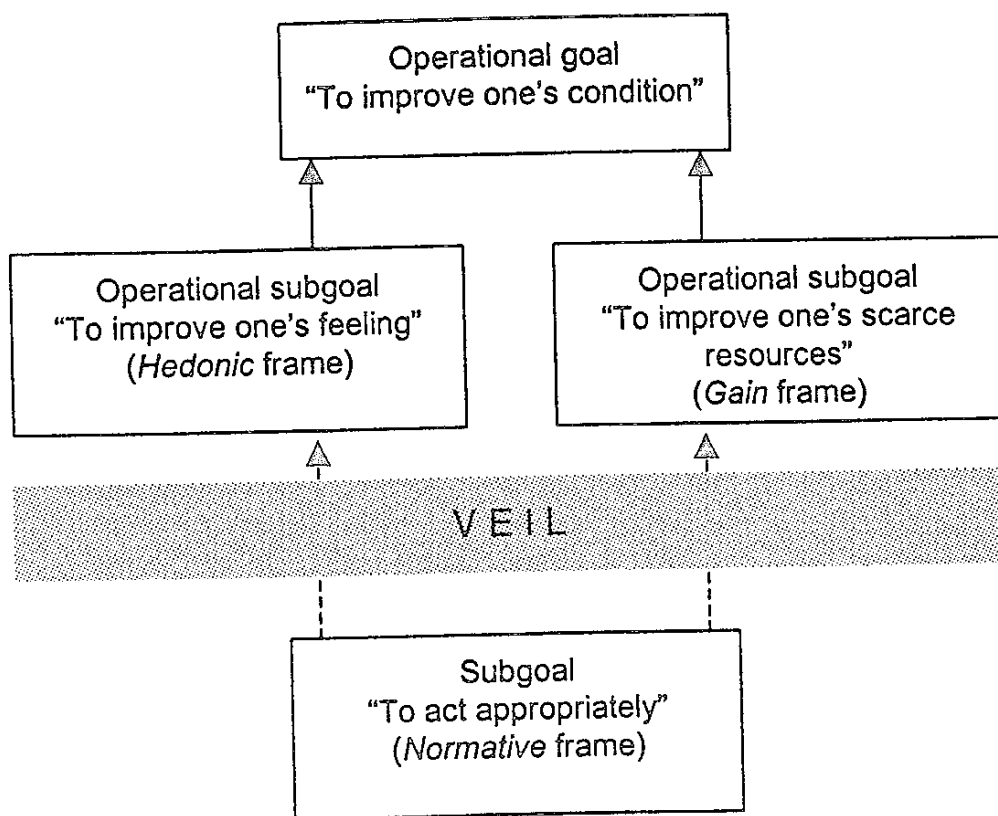 Operational goal
“To improve one’s condition”
Operational subgoal
“To improve one’s feeling”
(Hedonic frame)
Operational subgoal
“To improve one’s scarce
resources”
(Gain frame)
VEIL
Subgoal
“To act appropriately”
(Normative frame)